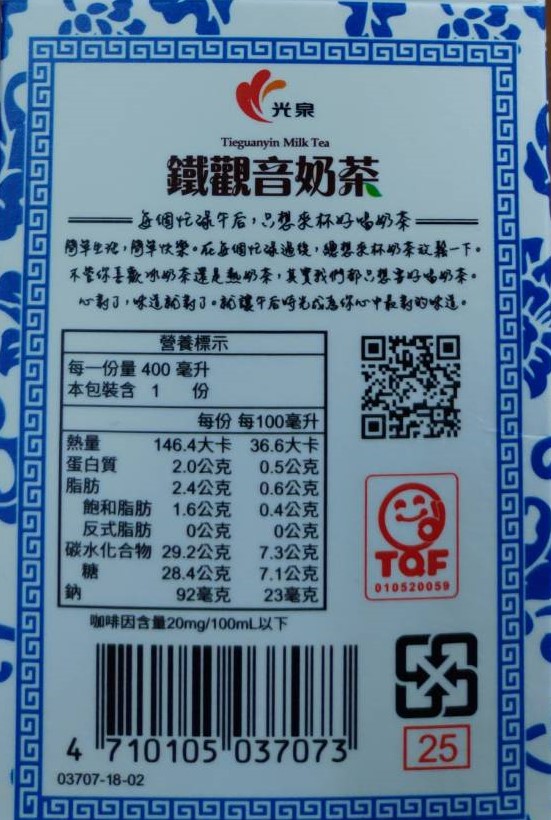 光泉
Tieguanyin Milk Tea
鐵觀音奶茶
每個忙碌午后,只想來杯好喝奶茶
簡單生活,簡單快樂。在每個忙碌過後,總想來杯奶茶放鬆一下。
不管你喜歡冰奶茶還是熱奶茶,其實我們都只想喝好喝奶茶。
心對了,味道就對了。就讓午后時光成為你心中最對的味道。
營養標示
每一份量 400 毫升
本包裝含 1 份
每份 每100毫升
熱量 146.4大卡 36.6大卡
蛋白質 2.0公克 0.5公克
脂肪 2.4公克 0.6公克
飽和脂肪 1.6公克 0.4公克
反式脂肪 0公克 0公克
碳水化合物 29.2公克 7.3公克
糖 28.4公克 7.1公克
鈉 92毫克 23毫克
咖啡因含量20mg/100mL以下
TQF
010520059
4 710105 037073
25
03707-18-02